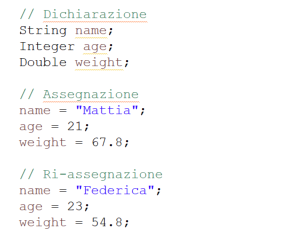 // Dichiarazione
String name;
Integer age;
Double weight;
// Assegnazione
name = "Mattia";
age = 21;
weight = 67.8;
// Ri-assegnazione
name = "Federica";
age = 23;
weight = 54.8;